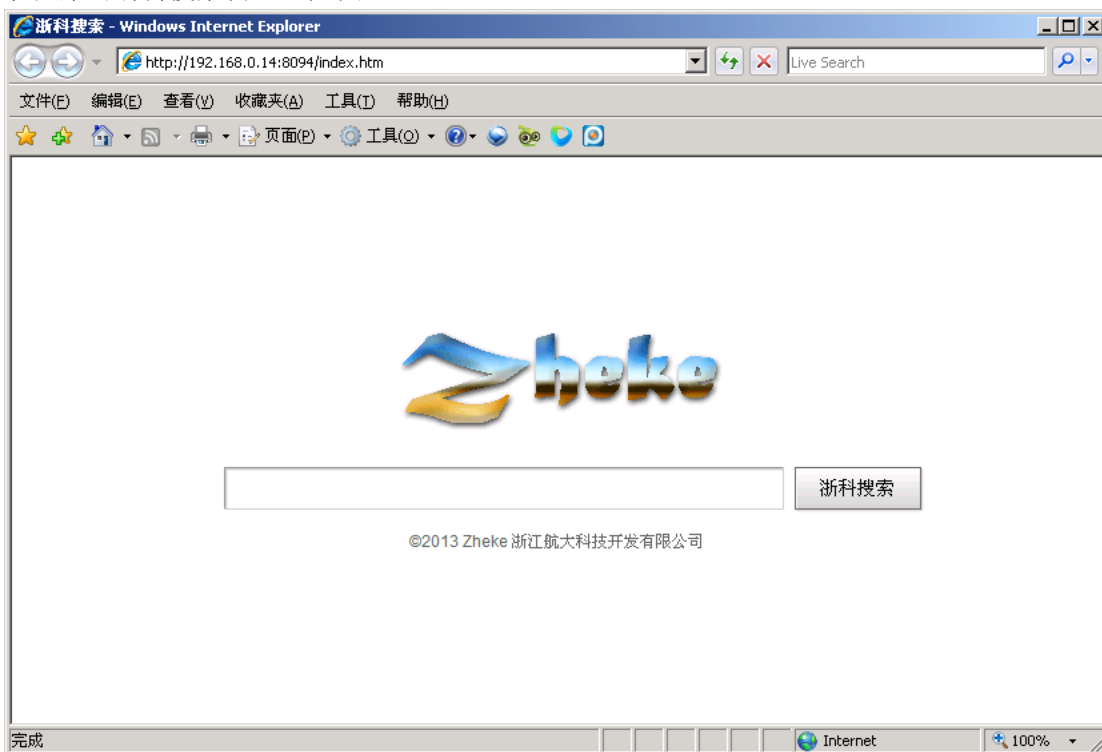 浙科搜索 - Windows Internet Explorer
http://192.168.0.14:8094/index.htm
Live Search
文件(F) 编辑(E) 查看(V) 收藏夹(A) 工具(T) 帮助(H)
页面(P) 工具(O)
Zheke
浙科搜索
©2013 Zheke 浙江航大科技开发有限公司
完成 Internet 100%